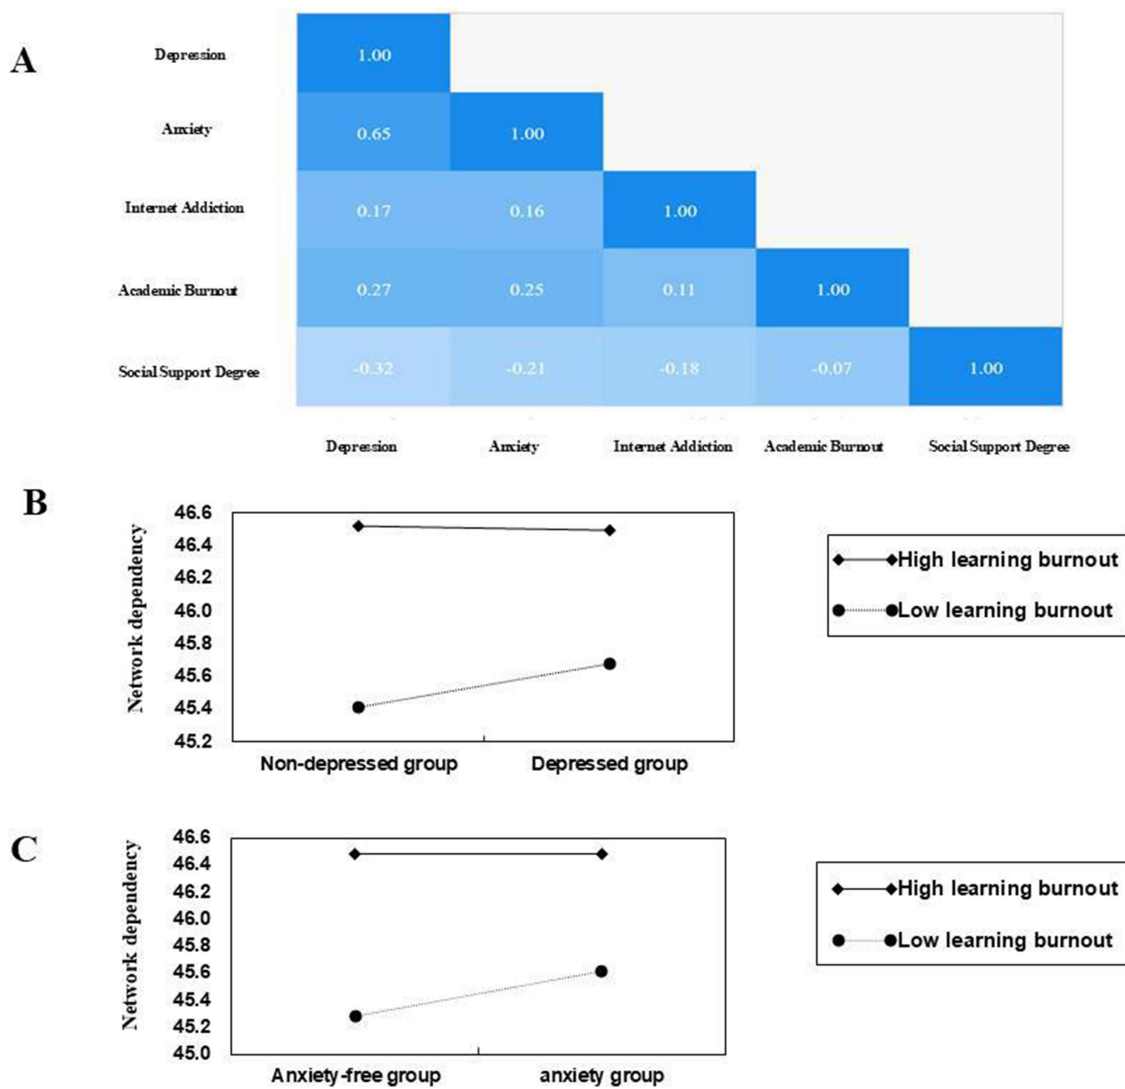 A
Depression
1.00
Anxiety
0.65 1.00
Internet Addiction
0.17 0.16 1.00
Academic Burnout
0.27 0.25 0.11 1.00
Social Support Degree
-0.32 -0.21 -0.18 -0.07 1.00
Depression Anxiety Internet Addiction Academic Burnout Social Support Degree
B
Network dependency
46.6
46.4
46.2
46.0
45.8
45.6
45.4
45.2
Non-depressed group Depressed group
High learning burnout
Low learning burnout
C
Network dependency
46.6
46.4
46.2
46.0
45.8
45.6
45.4
45.2
45.0
Anxiety-free group anxiety group
High learning burnout
Low learning burnout